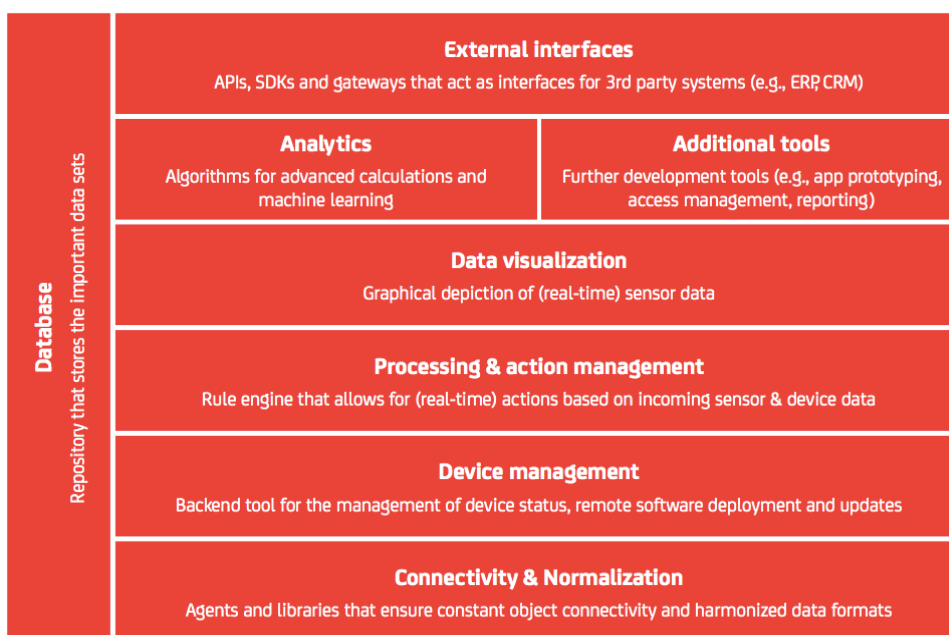 Database
Repository that stores the important data sets
External interfaces
APIs, SDKs and gateways that act as interfaces for 3rd party systems (e.g., ERP, CRM)
Analytics
Algorithms for advanced calculations and
machine learning
Additional tools
Further development tools (e.g., app prototyping,
access management, reporting)
Data visualization
Graphical depiction of (real-time) sensor data
Processing & action management
Rule engine that allows for (real-time) actions based on incoming sensor & device data
Device management
Backend tool for the management of device status, remote software deployment and updates
Connectivity & Normalization
Agents and libraries that ensure constant object connectivity and harmonized data formats